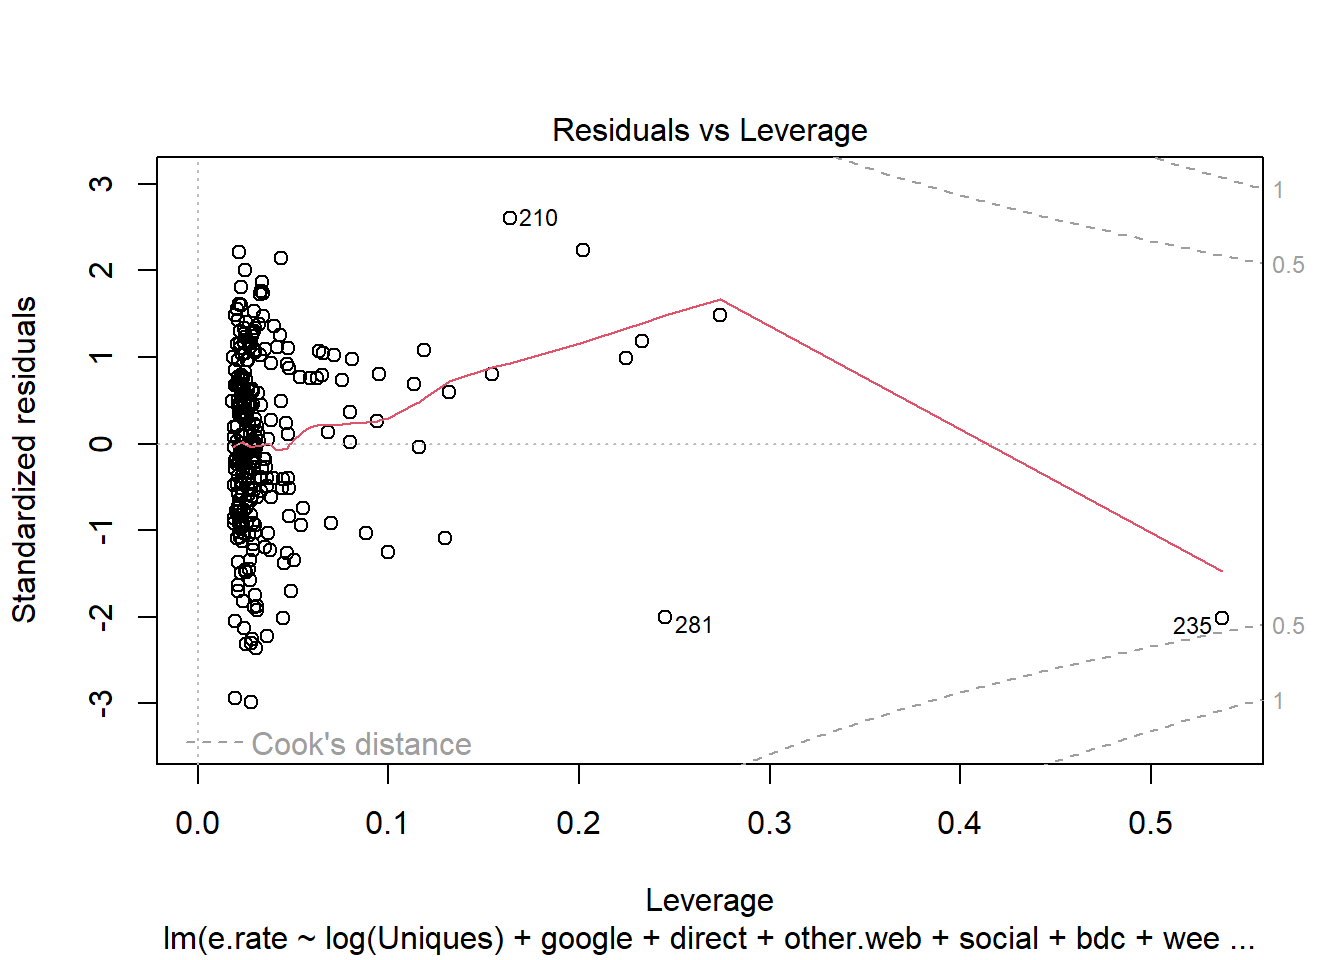 Residuals vs Leverage
Standardized residuals
3
2
1
0
-1
-2
-3
210
281
235
1
0.5
0.5
1
Cook's distance
0.0 0.1 0.2 0.3 0.4 0.5
Leverage
lm(e.rate ~ log(Uniques) + google + direct + other.web + social + bdc + wee ...